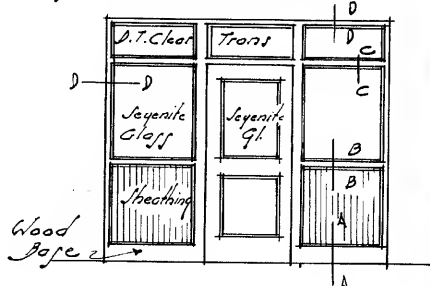 D
D.T. Clear
Trans
D
C
D
D
C
Seyenite
Glass
Seyenite
Gl.
B
B
Sheathing
A
Wood
Base
A